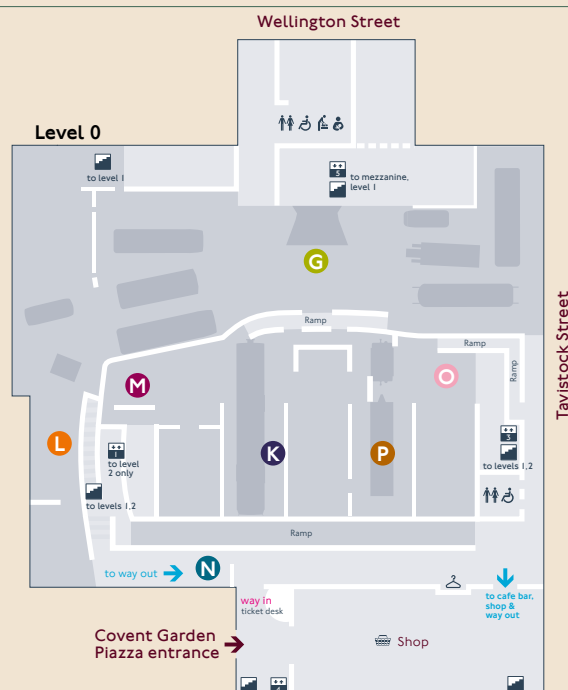 Wellington Street
Level 0
to level 1
5
to mezzanine,
level 1
G
Tavistock Street
Ramp
Ramp
Ramp
M
O
L
K
P
1
to level
2 only
3
to levels 1,2
to levels 1,2
Ramp
to way out
N
way in
ticket desk
to cafe bar,
shop &
way out
Covent Garden
Piazza entrance
Shop